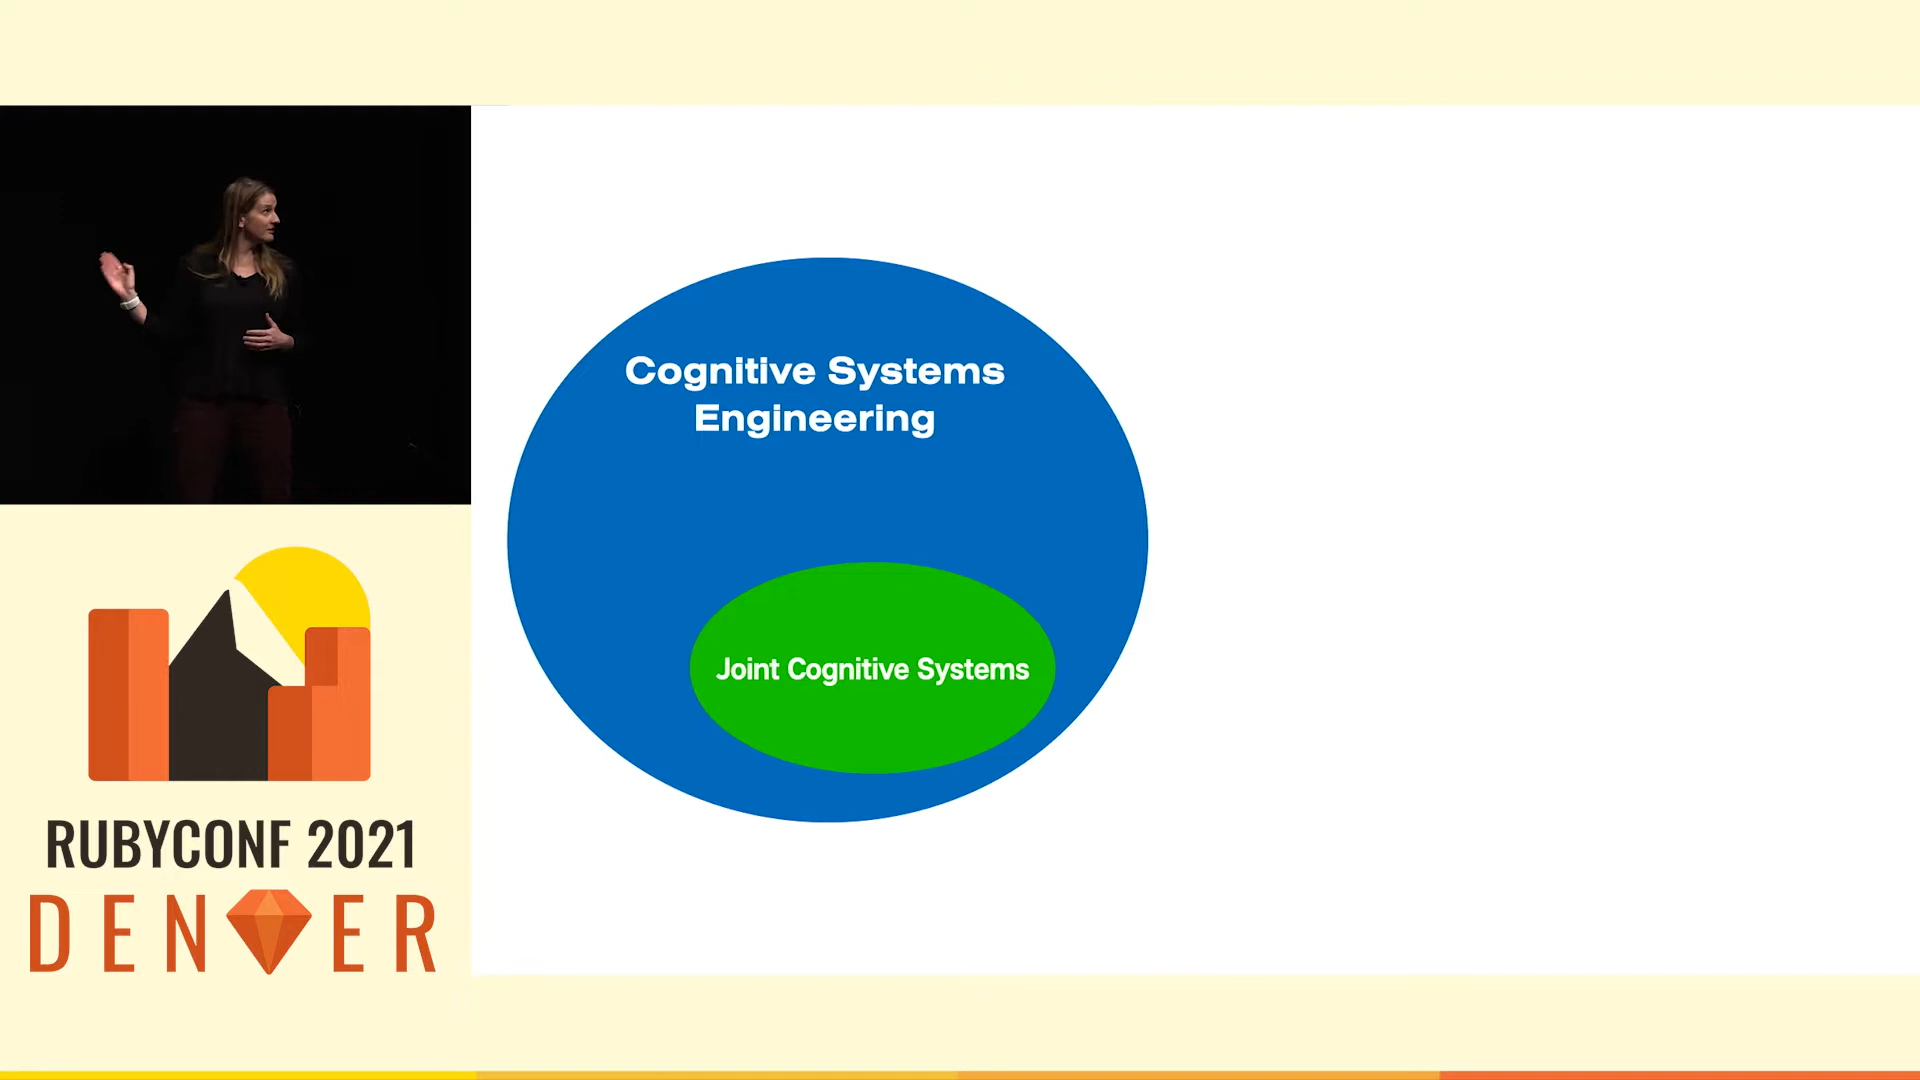 Cognitive Systems
Engineering
Joint Cognitive Systems
RUBYCONF 2021
DENVER